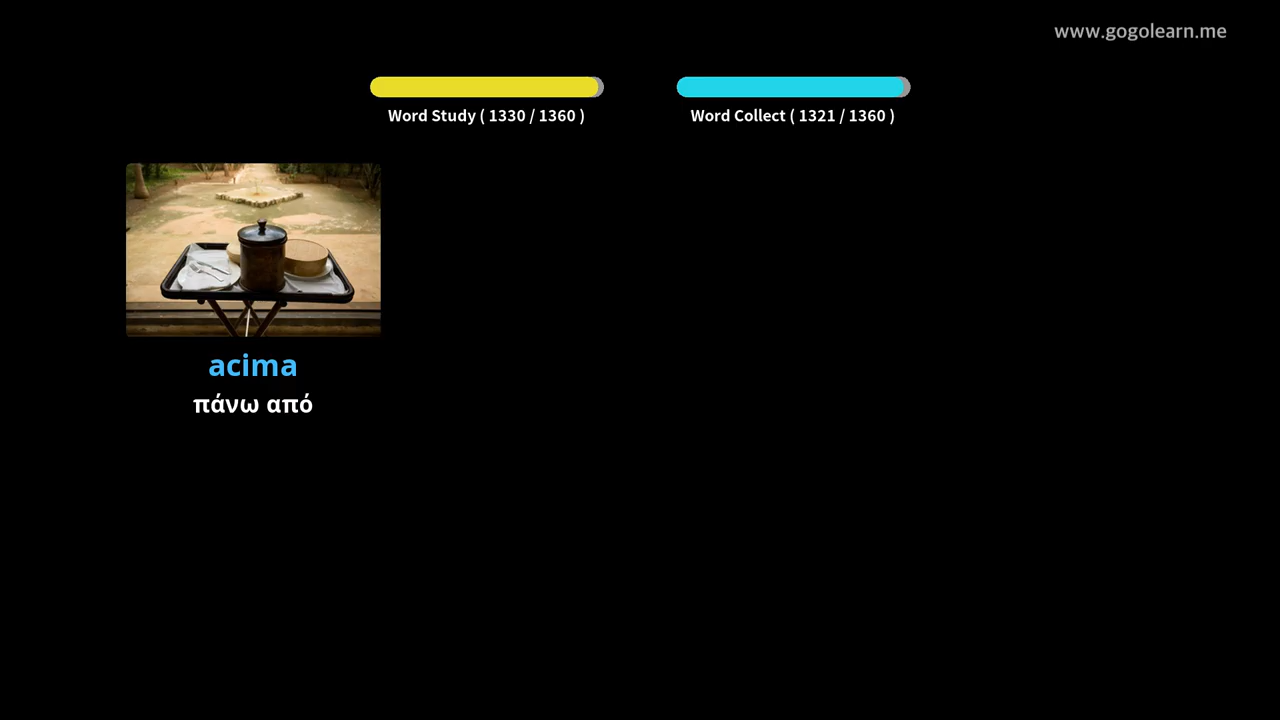 www.gogolearn.me
Word Study ( 1330 / 1360 )
Word Collect ( 1321 / 1360 )
acima
πάνω από